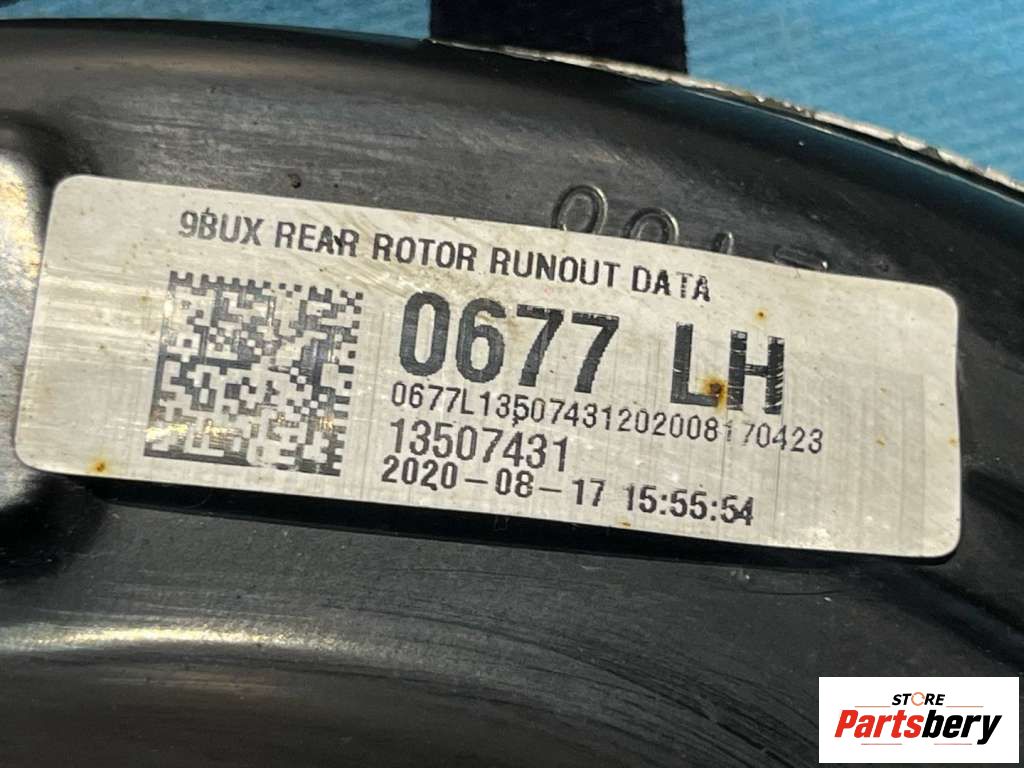 9BUX REAR ROTOR RUNOUT DATA
0677 LH
0677L13507431202008170423
13507431
2020-08-17 15:55:54
STORE
Partsbery